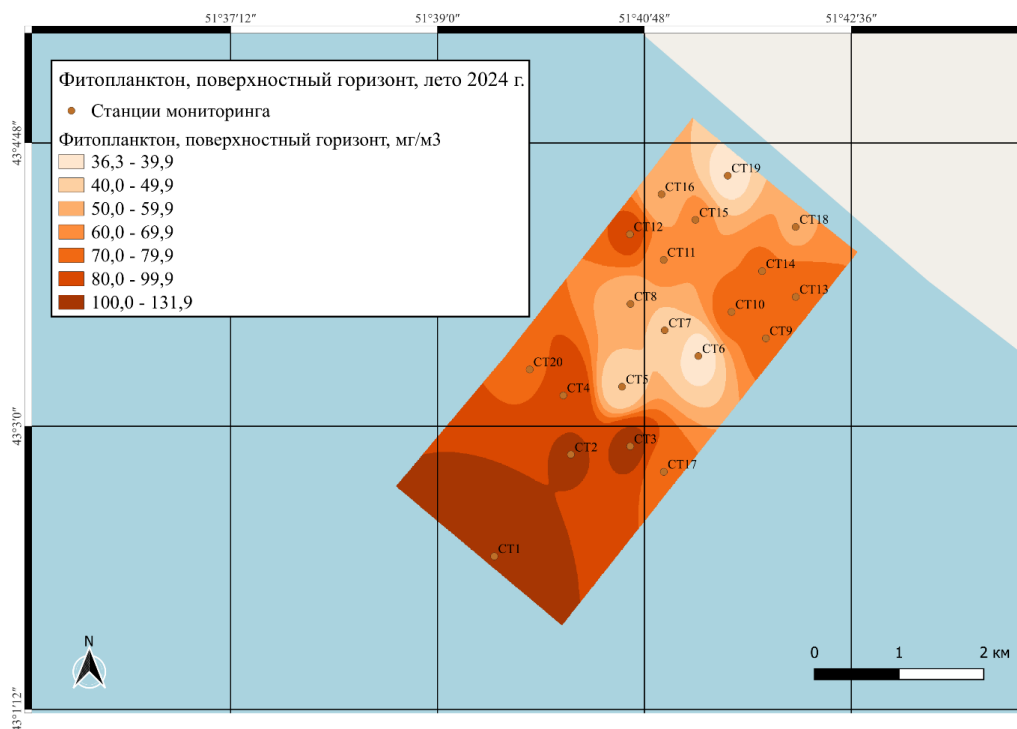 51°37'12" 51°39'0" 51°40'48" 51°42'36"
Фитопланктон, поверхностный горизонт, лето 2024 г.
Станции мониторинга
Фитопланктон, поверхностный горизонт, мг/м3
36,3 - 39,9
40,0 - 49,9
50,0 - 59,9
60,0 - 69,9
70,0 - 79,9
80,0 - 99,9
100,0 - 131,9
43°4'48"
СТ19
СТ16
СТ15
СТ18
СТ12
СТ11
СТ14
СТ13
СТ8
СТ10
СТ7
СТ9
СТ6
СТ20
СТ5
СТ4
43°3'0"
СТ3
СТ2
СТ17
СТ1
N
0 1 2 км
43°1'12"